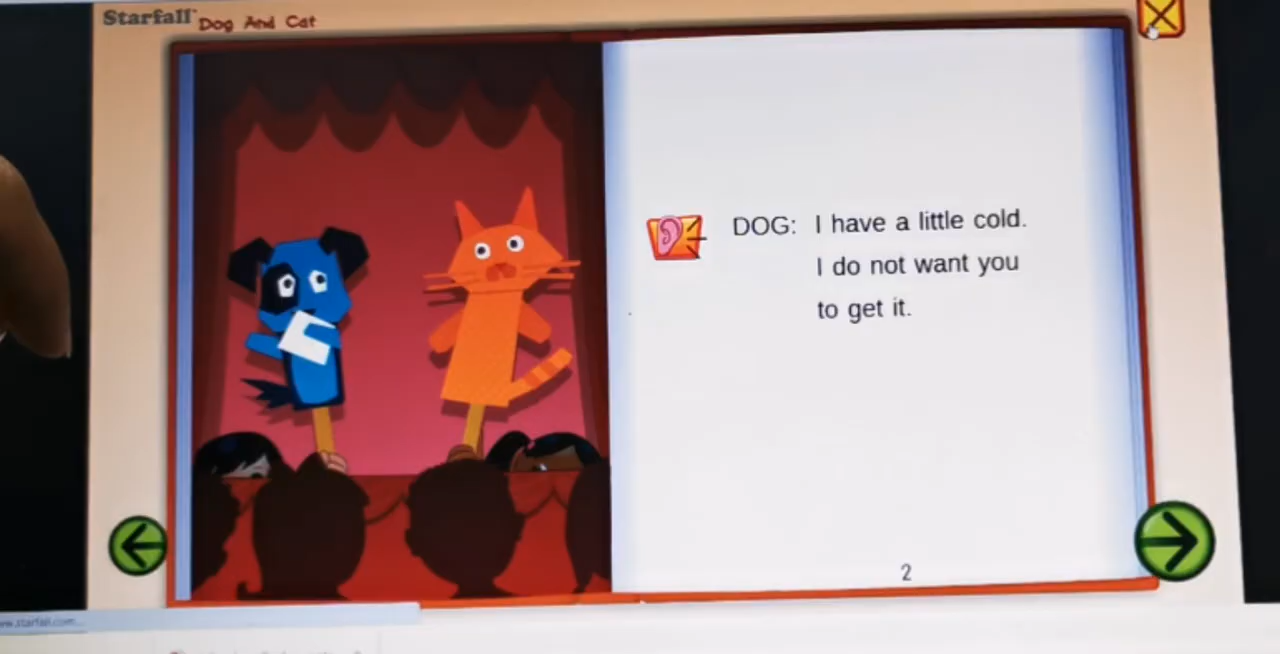 Starfall Dog And Cat
DOG: I have a little cold.
I do not want you
to get it.
2